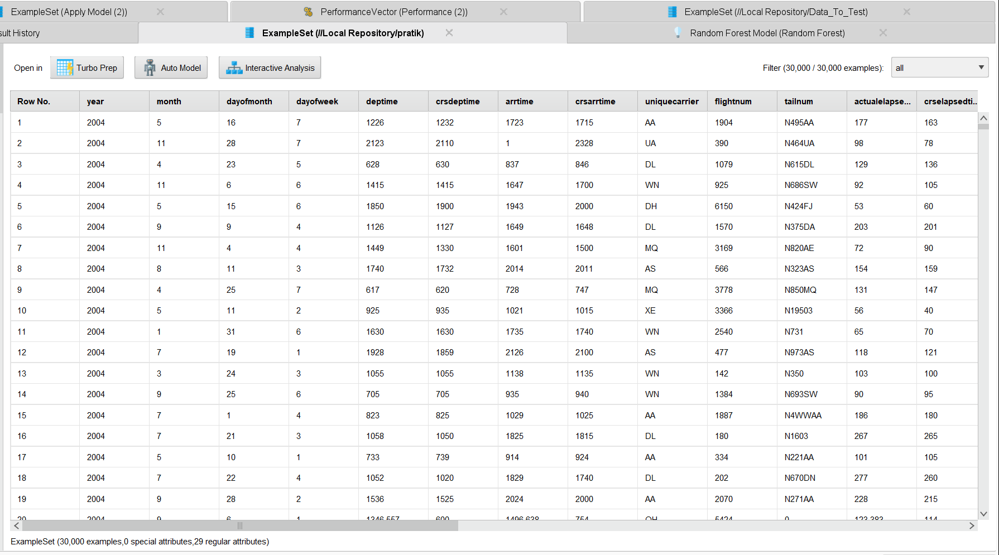 ExampleSet (Apply Model (2)) PerformanceVector (Performance (2)) ExampleSet (//Local Repository/Data_To_Test)
sult History ExampleSet (//Local Repository/pratik) Random Forest Model (Random Forest)
Open in Turbo Prep Auto Model Interactive Analysis Filter (30,000 / 30,000 examples): all
Row No. year month dayofmonth dayofweek deptime crsdeptime arrtime crsarrtime uniquecarrier flightnum tailnum actualelapse... crselapsedti...
1 2004 5 16 7 1226 1232 1723 1715 AA 1904 N495AA 177 163
2 2004 11 28 7 2123 2110 1 2328 UA 390 N464UA 98 78
3 2004 4 23 5 628 630 837 846 DL 1079 N615DL 129 136
4 2004 11 6 6 1415 1415 1647 1700 WN 925 N686SW 92 105
5 2004 5 15 6 1850 1900 1943 2000 DH 6150 N424FJ 53 60
6 2004 9 9 4 1126 1127 1649 1648 DL 1570 N375DA 203 201
7 2004 11 4 4 1449 1330 1601 1500 MQ 3169 N820AE 72 90
8 2004 8 11 3 1740 1732 2014 2011 AS 566 N323AS 154 159
9 2004 4 25 7 617 620 728 747 MQ 3778 N850MQ 131 147
10 2004 5 11 2 925 935 1021 1015 XE 3366 N19503 56 40
11 2004 1 31 6 1630 1630 1735 1740 WN 2540 N731 65 70
12 2004 7 19 1 1928 1859 2126 2100 AS 477 N973AS 118 121
13 2004 3 24 3 1055 1055 1138 1135 WN 142 N350 103 100
14 2004 9 25 6 705 705 935 940 WN 1384 N693SW 90 95
15 2004 7 1 4 823 825 1029 1025 AA 1887 N4WWAA 186 180
16 2004 7 21 3 1058 1050 1825 1815 DL 180 N1603 267 265
17 2004 5 10 1 733 739 914 924 AA 334 N221AA 101 105
18 2004 7 22 4 1052 1020 1829 1740 DL 202 N670DN 277 260
19 2004 9 28 2 1536 1525 2024 2000 AA 2070 N271AA 228 215
20 2004 9 6 1 1346.557 600 1496.638 754 OH 5424 0 123.383 114
ExampleSet (30,000 examples,0 special attributes,29 regular attributes)